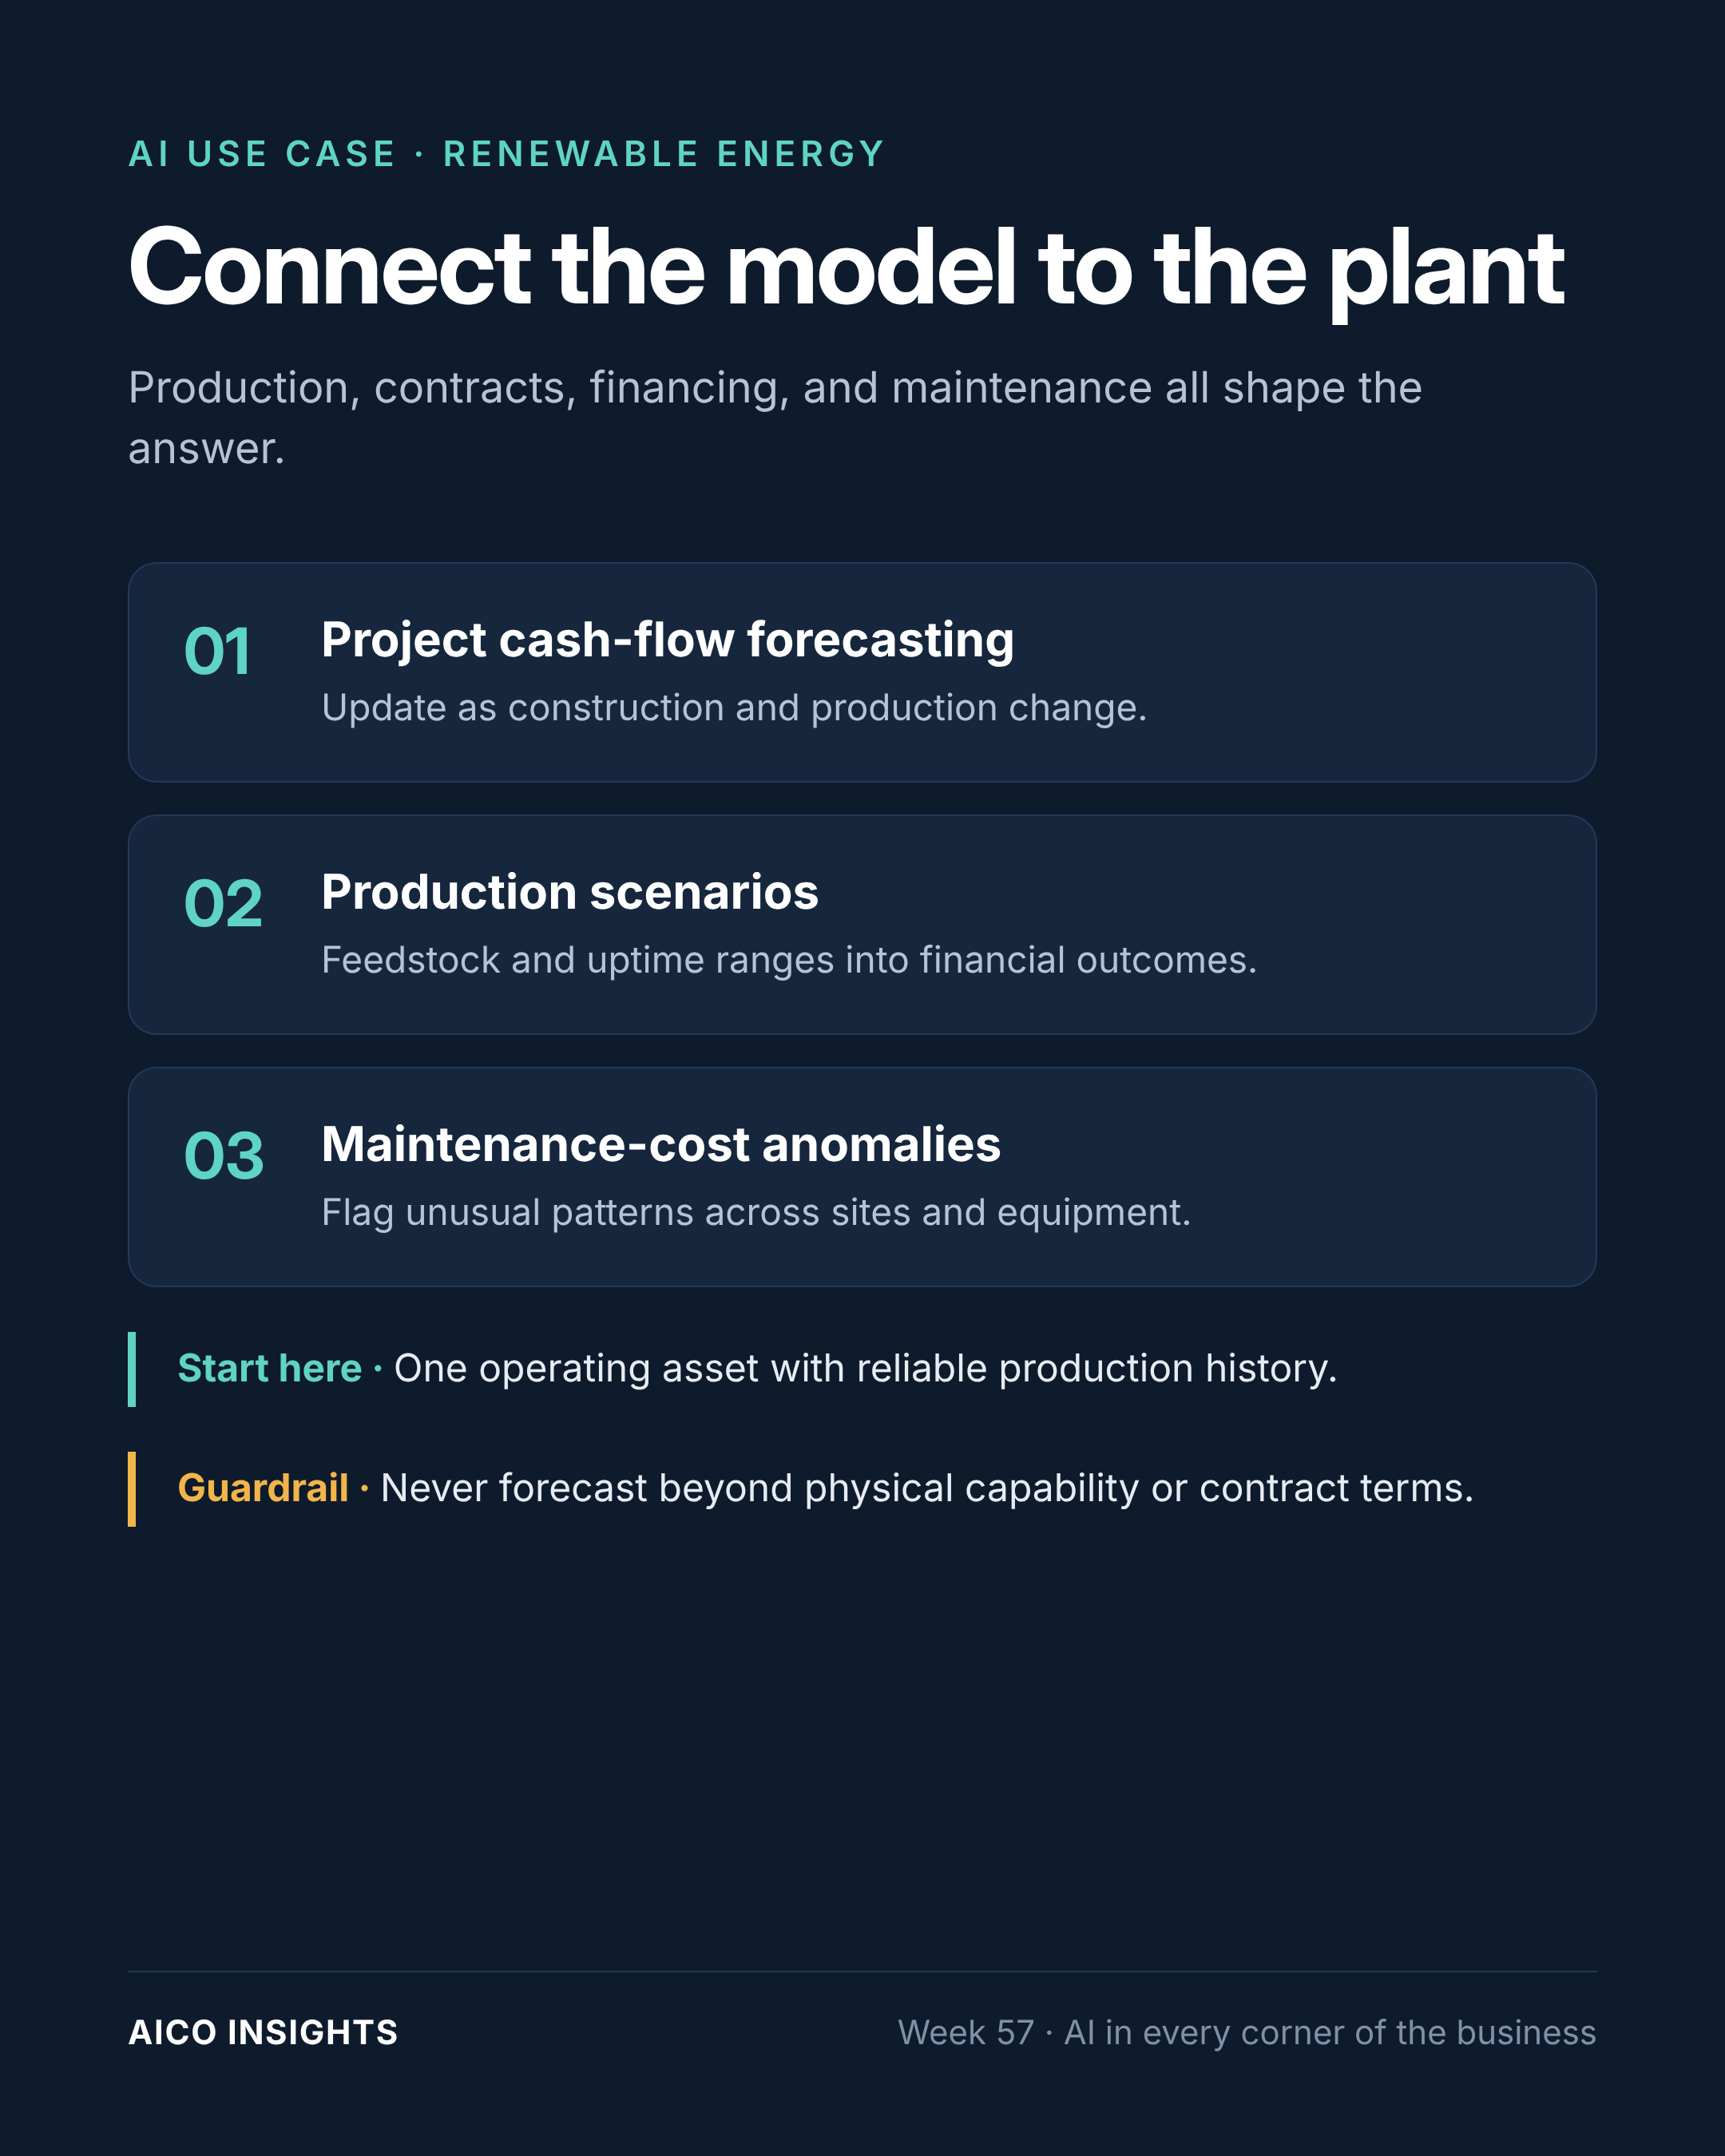 AI USE CASE · RENEWABLE ENERGY
Connect the model to the plant
Production, contracts, financing, and maintenance all shape the
answer.
01
Project cash-flow forecasting
Update as construction and production change.
02
Production scenarios
Feedstock and uptime ranges into financial outcomes.
03
Maintenance-cost anomalies
Flag unusual patterns across sites and equipment.
Start here · One operating asset with reliable production history.
Guardrail · Never forecast beyond physical capability or contract terms.
AICO INSIGHTS
Week 57 · AI in every corner of the business